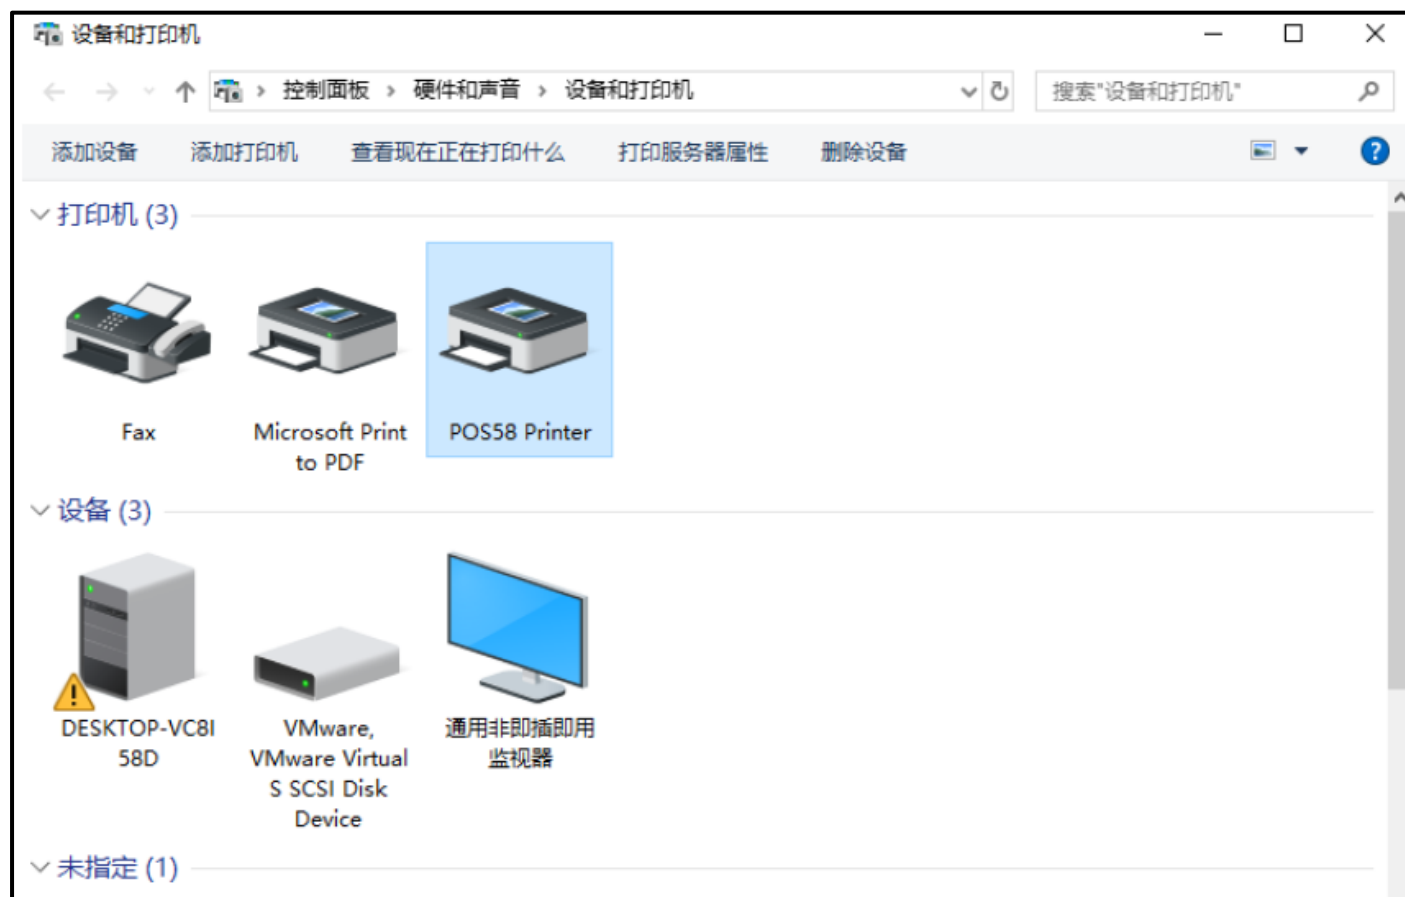 设备和打印机
控制面板 › 硬件和声音 › 设备和打印机
搜索"设备和打印机"
添加设备 添加打印机 查看现在正在打印什么 打印服务器属性 删除设备
打印机 (3)
Fax
Microsoft Print
to PDF
POS58 Printer
设备 (3)
DESKTOP-VC8I
58D
VMware,
VMware Virtual
S SCSI Disk
Device
通用非即插即用
监视器
未指定 (1)